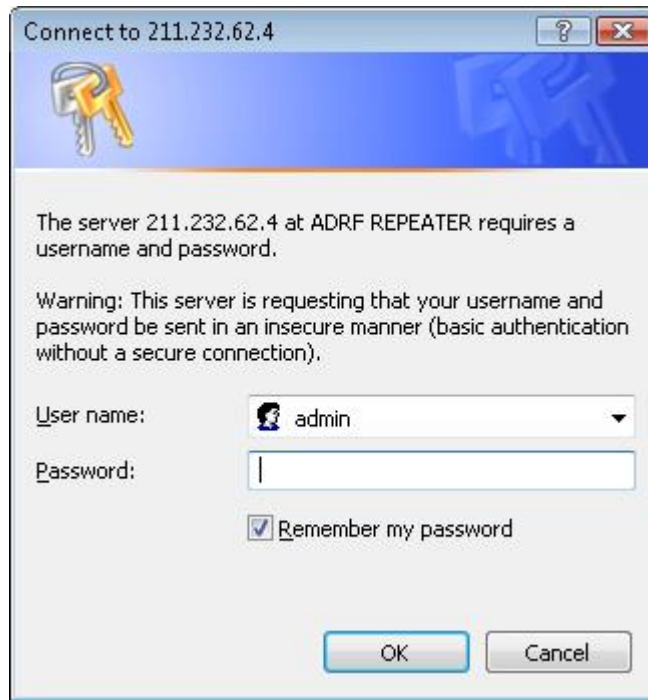 Connect to 211.232.62.4
The server 211.232.62.4 at ADRF REPEATER requires a
username and password.
Warning: This server is requesting that your username and
password be sent in an insecure manner (basic authentication
without a secure connection).
User name:
admin
Password:
Remember my password
OK
Cancel